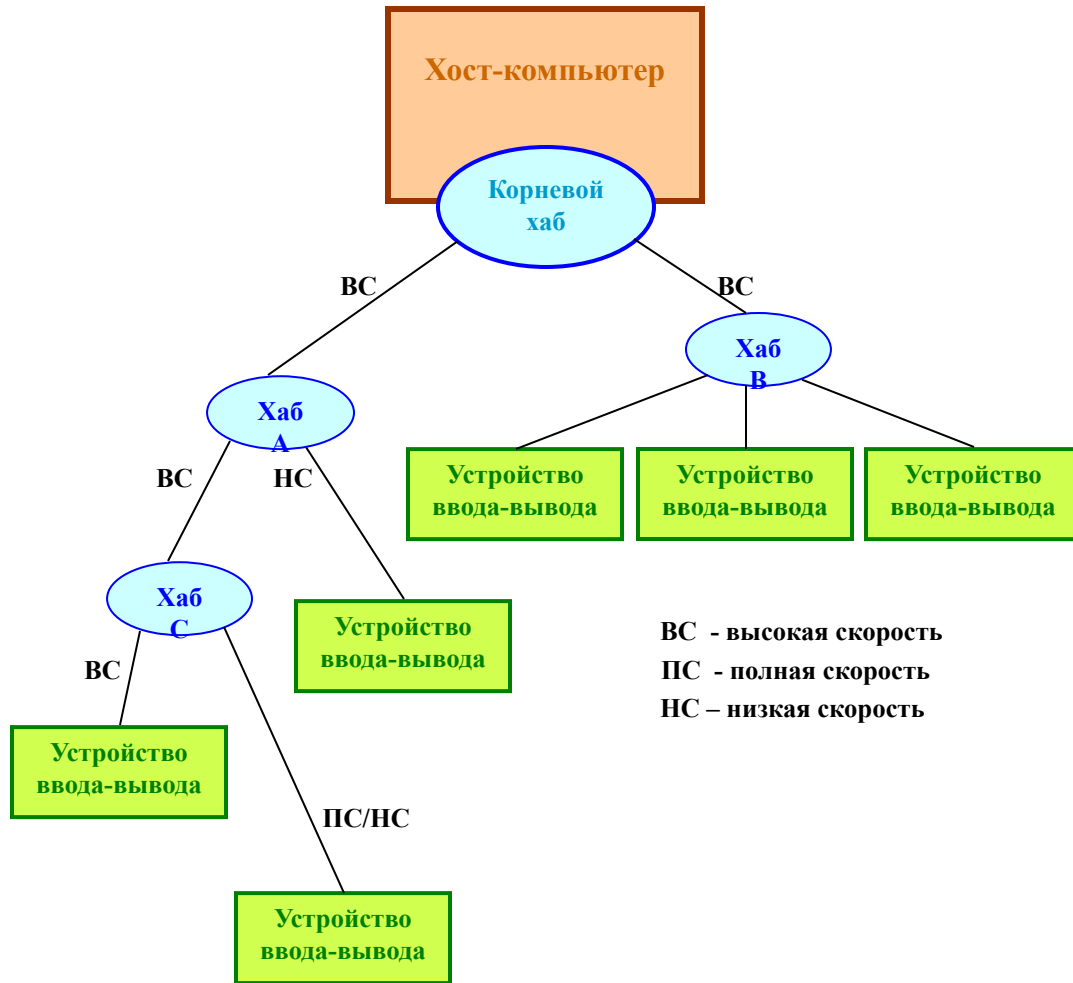 Хост-компьютер
Корневой
хаб
ВС
ВС
Хаб
В
Хаб
А
ВС
НС
Устройство
ввода-вывода
Устройство
ввода-вывода
Устройство
ввода-вывода
Хаб
С
Устройство
ввода-вывода
ВС
ВС - высокая скорость
ПС - полная скорость
НС – низкая скорость
Устройство
ввода-вывода
ПС/НС
Устройство
ввода-вывода